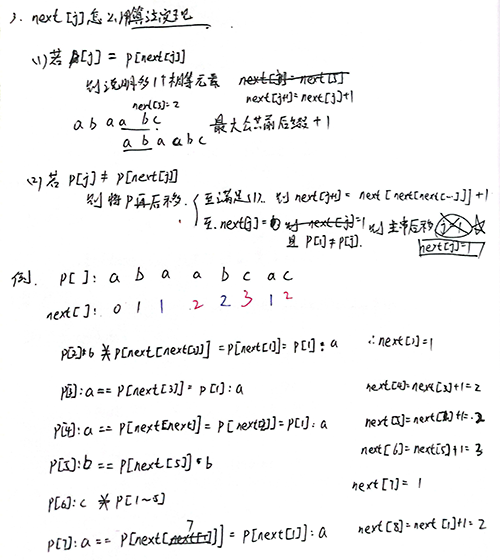 3. next[j]怎么用算法实现
(1) 若 P[j] = P[next[j]]
则说明多1个相等元素 next[j] = next[5]
next[5]=2 next[j+1]=next[j]+1
a b a a b c 最大公共前后缀 +1
a b a a b c
(2) 若 P[j] ≠ P[next[j]]
则将P再后移. 至满足(1). 则 next[j+1] = next[next[next[~]]] + 1
至 next[j]=0 则 next[j]=1 则主串后移 j+1
且 P[1] ≠ P[j]. next[j]=1
例. P[ ]: a b a a b c a c
next[ ]: 0 1 1 2 2 3 1 2
P[2]:b ≠ P[next[next[2]]] = P[next[1]] = P[1]: a ∴next[3]=1
P[3]: a == P[next[3]] = P[1]: a next[4]=next[3]+1=2
P[4]: a == P[next[next]] = P[next[2]]=P[1]: a next[5]=next[2]+1=2
P[5]: b == P[next[5]] = b next[6]=next[5]+1=3
P[6]: c ≠ P[1~5] next[7] = 1
P[7]: a == P[next[7]] = P[next[1]]: a next[8]=next[1]+1=2